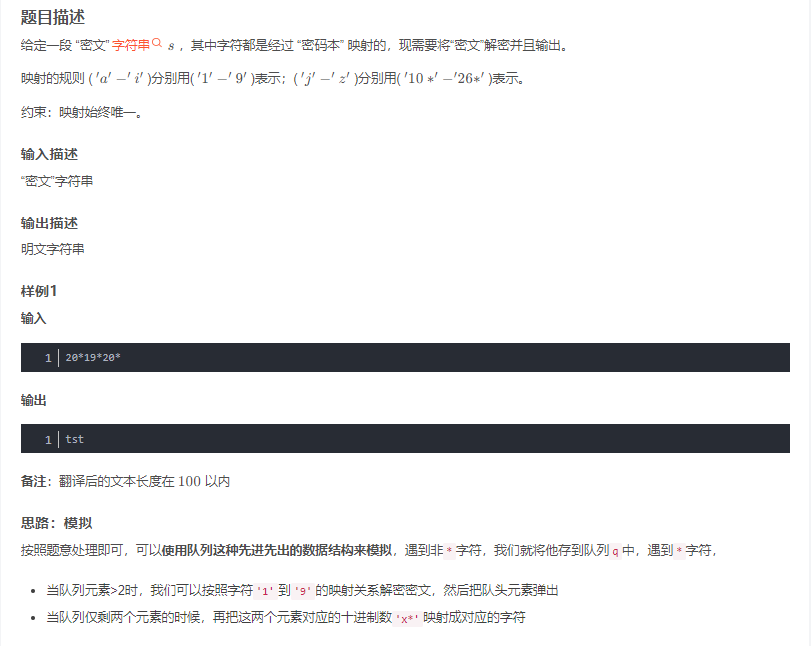 题目描述
给定一段 “密文” 字符串 s ，其中字符都是经过 “密码本” 映射的，现需要将“密文”解密并且输出。
映射的规则 ( 'a' −' i' )分别用( '1' −' 9' )表示；( 'j' −' z' )分别用( '10 *' −'26*' )表示。
约束：映射始终唯一。
输入描述
“密文”字符串
输出描述
明文字符串
样例1
输入
1 20*19*20*
输出
1 tst
备注：翻译后的文本长度在 100 以内
思路：模拟
按照题意处理即可，可以使用队列这种先进先出的数据结构来模拟，遇到非 * 字符，我们就将他存到队列 q 中，遇到 * 字符，
• 当队列元素>2时，我们可以按照字符 '1' 到 '9' 的映射关系解密密文，然后把队头元素弹出
• 当队列仅剩两个元素的时候，再把这两个元素对应的十进制数 'x*' 映射成对应的字符